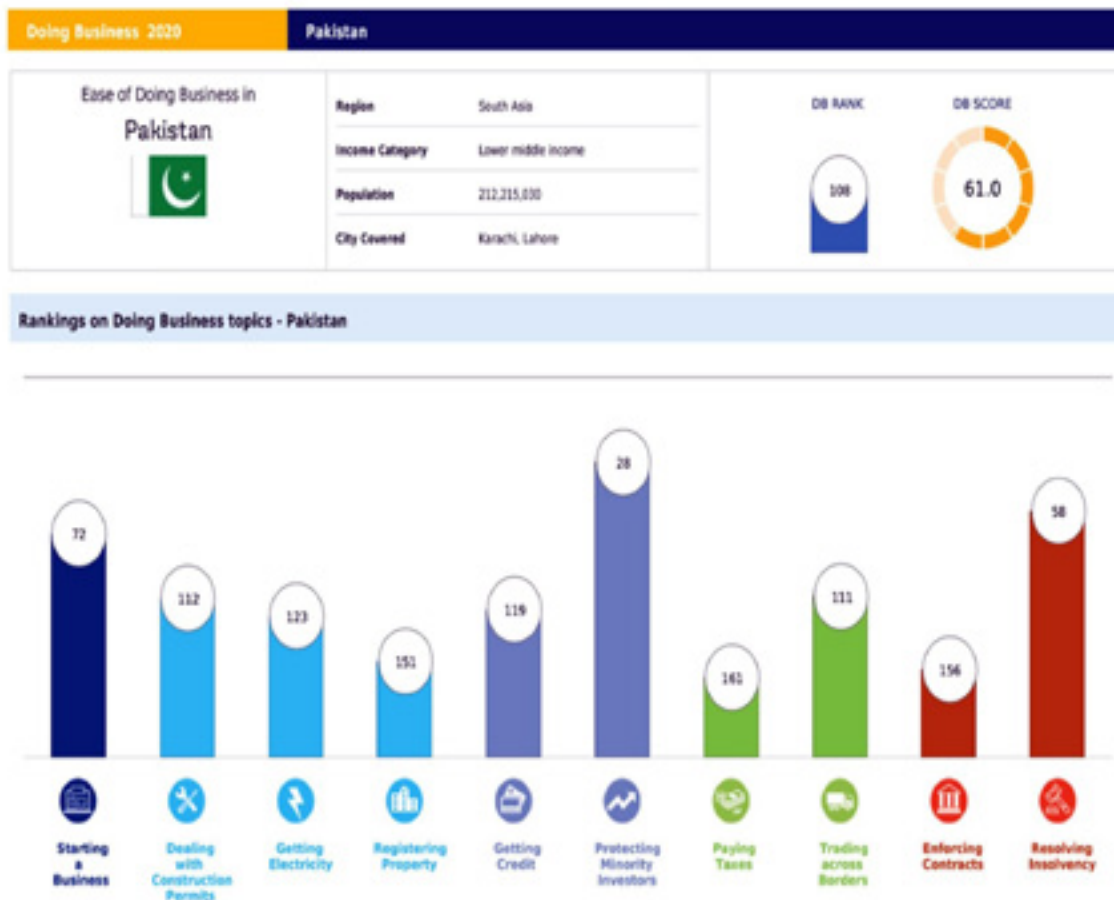 Doing Business 2020
Pakistan
Ease of Doing Business in
Pakistan
Region South Asia
Income Category Lower middle income
Population 212,215,030
City Covered Karachi, Lahore
DB RANK
DB SCORE
108
61.0
Rankings on Doing Business topics - Pakistan
72
112
123
151
119
28
161
111
156
58
Starting
a
Business
Dealing
with
Construction
Permits
Getting
Electricity
Registering
Property
Getting
Credit
Protecting
Minority
Investors
Paying
Taxes
Trading
across
Borders
Enforcing
Contracts
Resolving
Insolvency